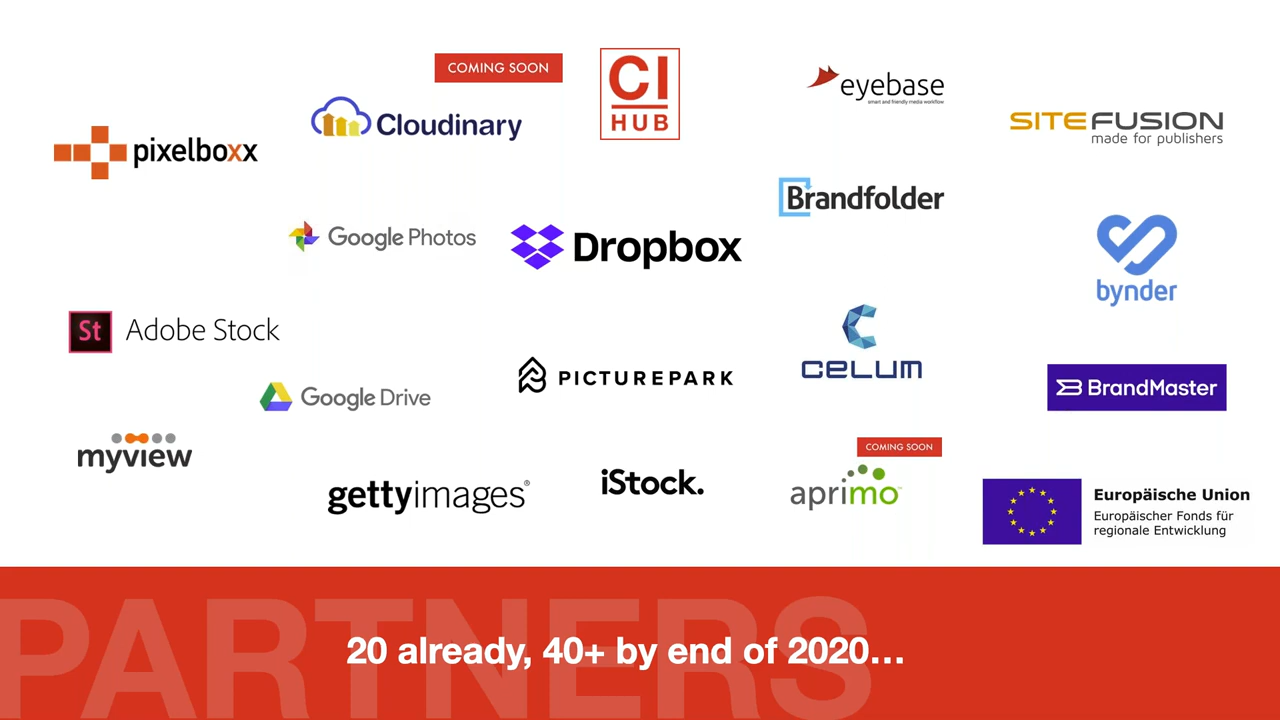 COMING SOON
CI
HUB
eyebase
smart and friendly media workflow
Cloudinary
SITEFUSION
made for publishers
pixelboxx
Brandfolder
Google Photos
Dropbox
bynder
St Adobe Stock
CELUM
PICTUREPARK
BrandMaster
Google Drive
myview
COMING SOON
gettyimages®
iStock.
aprimo™
Europäische Union
Europäischer Fonds für
regionale Entwicklung
PARTNERS
20 already, 40+ by end of 2020...